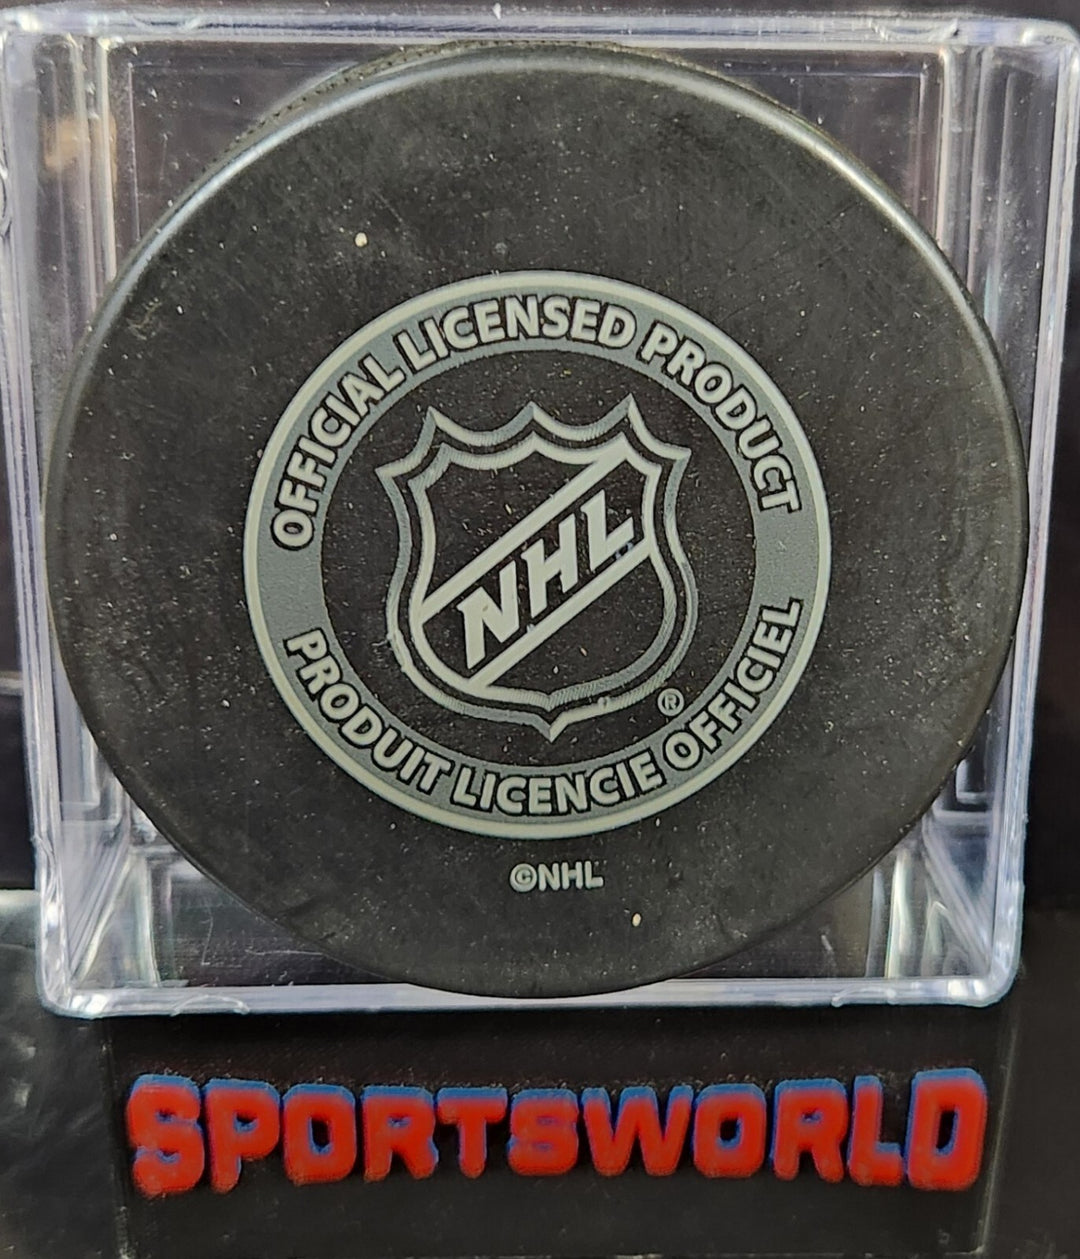 OFFICIAL LICENSED PRODUCT
NHL
®
PRODUIT LICENCIE OFFICIEL
©NHL
SPORTSWORLD